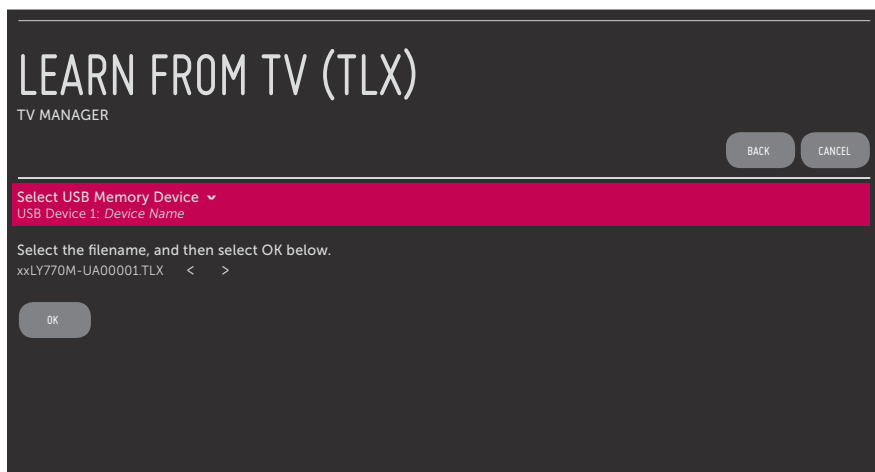 LEARN FROM TV (TLX)
TV MANAGER
BACK CANCEL
Select USB Memory Device
USB Device 1: Device Name
Select the filename, and then select OK below.
xxLY770M-UA00001.TLX < >
OK